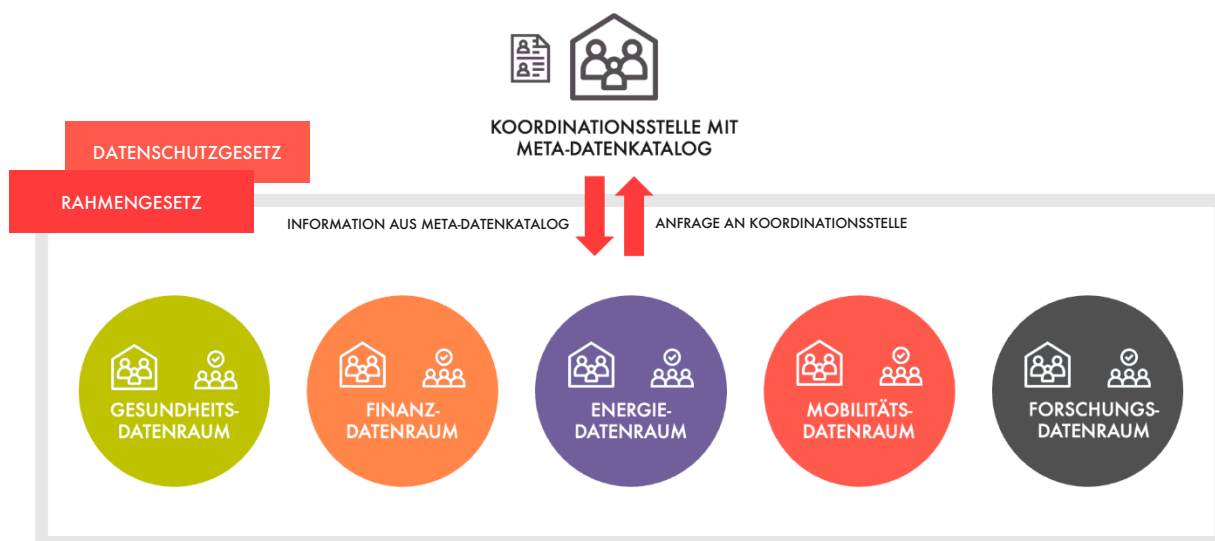 KOORDINATIONSSTELLE MIT
META-DATENKATALOG
DATENSCHUTZGESETZ
RAHMENGESETZ
INFORMATION AUS META-DATENKATALOG
ANFRAGE AN KOORDINATIONSSTELLE
GESUNDHEITS-
DATENRAUM
FINANZ-
DATENRAUM
ENERGIE-
DATENRAUM
MOBILITÄTS-
DATENRAUM
FORSCHUNGS-
DATENRAUM